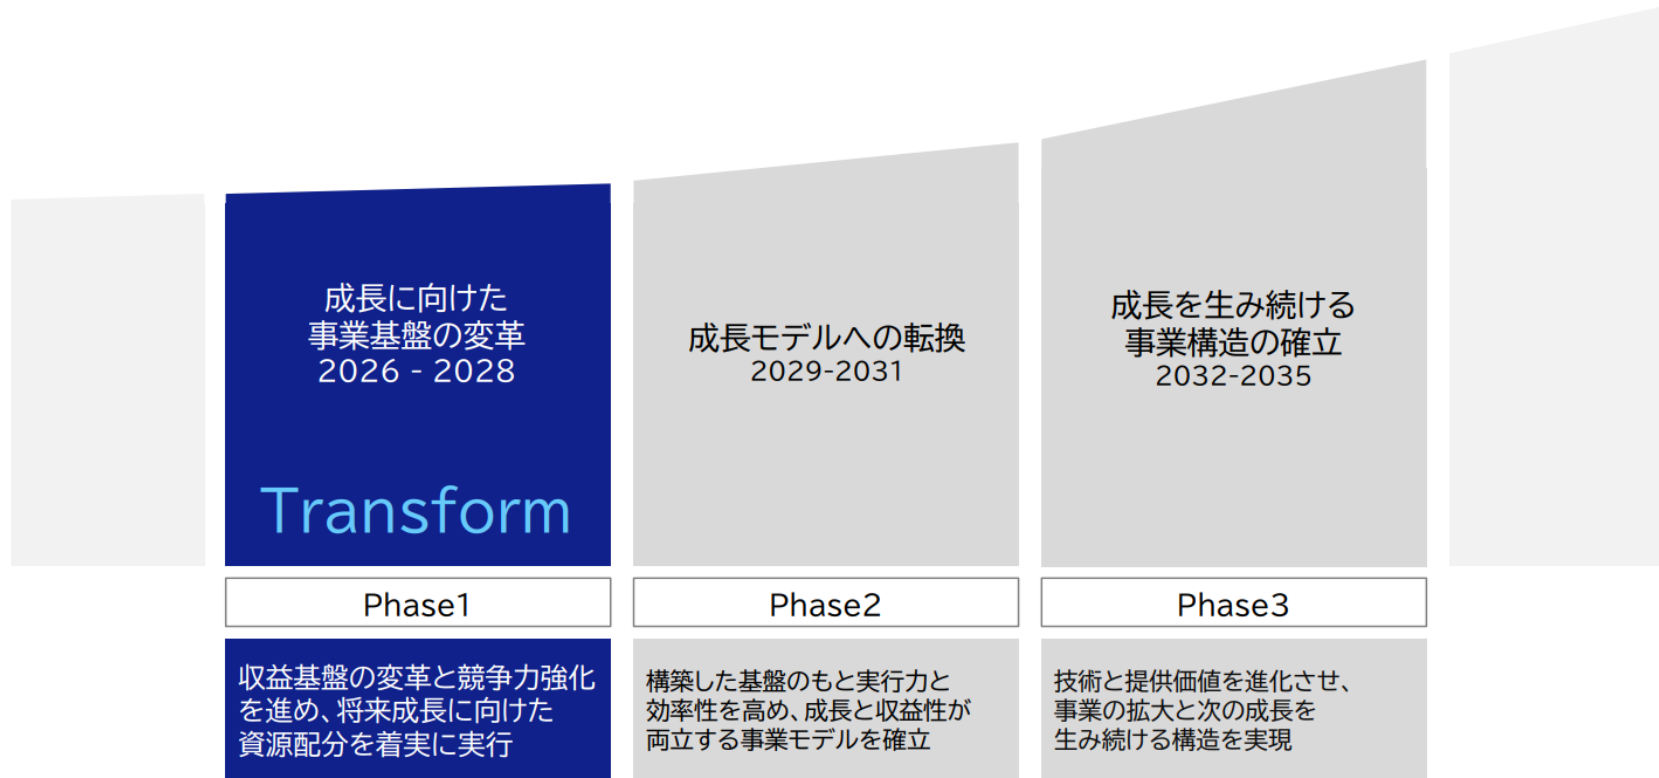 成長に向けた
事業基盤の変革
2026 - 2028
Transform
成長モデルへの転換
2029-2031
成長を生み続ける
事業構造の確立
2032-2035
Phase1
Phase2
Phase3
収益基盤の変革と競争力強化
を進め、将来成長に向けた
資源配分を着実に実行
構築した基盤のもと実行力と
効率性を高め、成長と収益性が
両立する事業モデルを確立
技術と提供価値を進化させ、
事業の拡大と次の成長を
生み続ける構造を実現